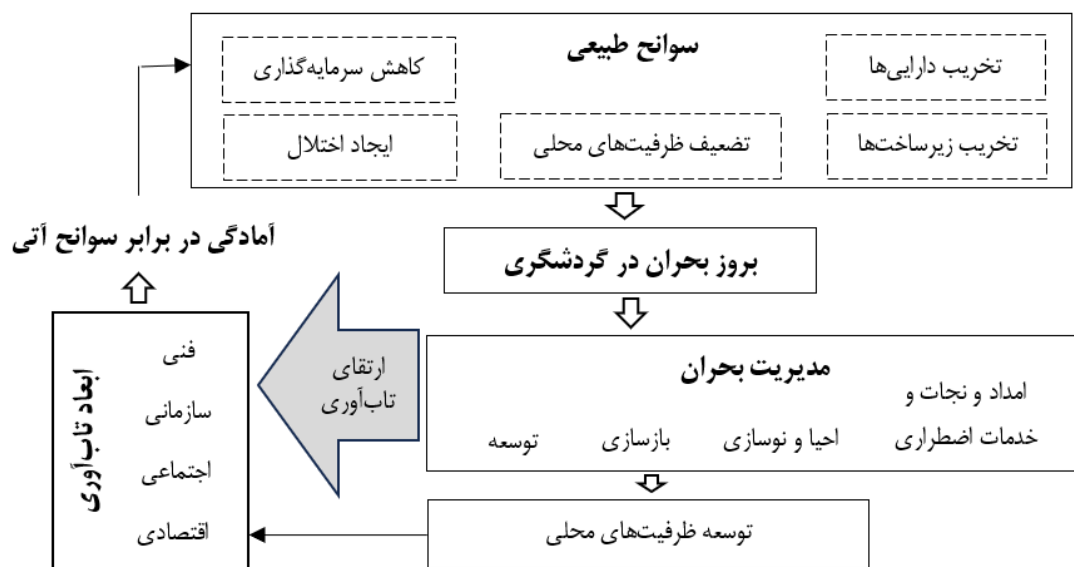 سوانح طبیعی
تخریب دارایی‌ها
کاهش سرمایه‌گذاری
تخریب زیرساخت‌ها
تضعیف ظرفیت‌های محلی
ایجاد اختلال
بروز بحران در گردشگری
مدیریت بحران
امداد و نجات و
خدمات اضطراری
احیا و نوسازی
بازسازی
توسعه
توسعه ظرفیت‌های محلی
ارتقای
تاب‌آوری
ابعاد تاب‌آوری
فنی
سازمانی
اجتماعی
اقتصادی
آمادگی در برابر سوانح آتی